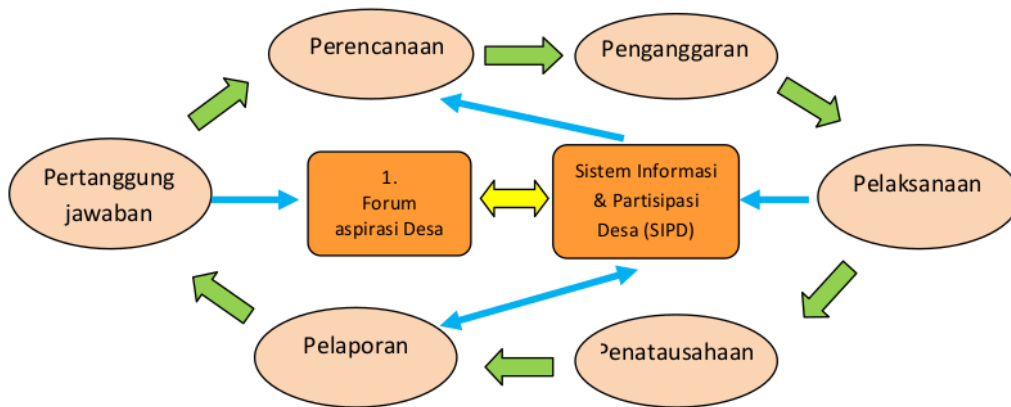 Perencanaan
Penganggaran
Pertanggung
jawaban
1.
Forum
aspirasi Desa
Sistem Informasi
& Partisipasi
Desa (SIPD)
Pelaksanaan
Pelaporan
Penatausahaan